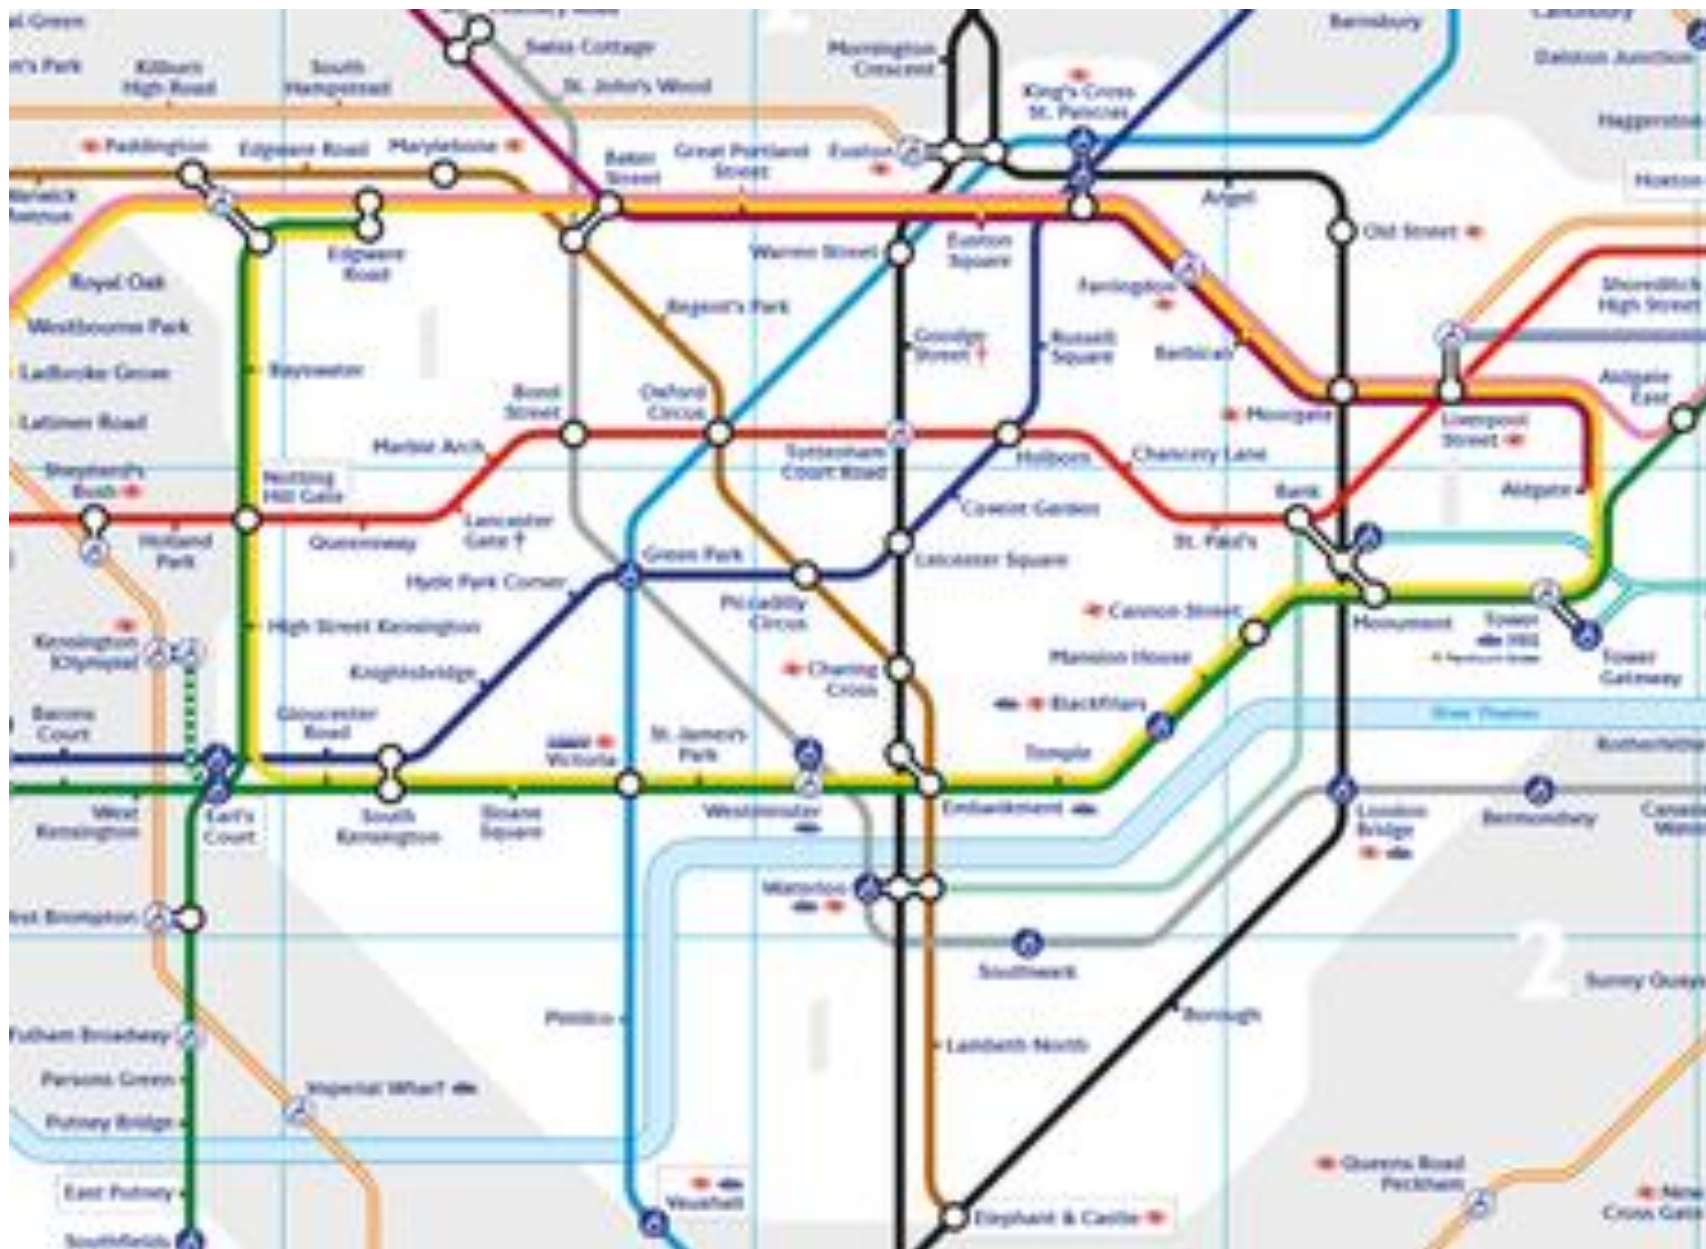 Swiss Cottage
Barnsbury
Canonbury
Mornington
Crescent
Dalston Junction
Kilburn
High Road
South
Hampstead
St. John's Wood
King's Cross
St. Pancras
Paddington
Edgware Road
Marylebone
Baker
Street
Great Portland
Street
Euston
Angel
Hoxton
Old Street
Edgware
Road
Warren Street
Euston
Square
Royal Oak
Farringdon
Shoreditch
High Street
Westbourne Park
Regent's Park
Goodge
Street †
Russell
Square
Barbican
Ladbroke Grove
Bayswater
Bond
Street
Oxford
Circus
Aldgate
East
Latimer Road
Marble Arch
Moorgate
Liverpool
Street
Tottenham
Court Road
Holborn
Chancery Lane
Shepherd's
Bush
Notting
Hill Gate
Bank
Aldgate
Holland
Park
Queensway
Lancaster
Gate †
Covent Garden
St. Paul's
Green Park
Hyde Park Corner
Leicester Square
Piccadilly
Circus
Cannon Street
Monument
Tower
Hill
High Street Kensington
Kensington
(Olympia)
Mansion House
Tower
Gateway
Knightsbridge
Charing
Cross
Blackfriars
River Thames
Barons
Court
Gloucester
Road
Victoria
St. James's
Park
Temple
West
Kensington
Earl's
Court
South
Kensington
Sloane
Square
Westminster
Embankment
London
Bridge
Bermondsey
Waterloo
Southwark
2
Pimlico
Borough
Lambeth North
Parsons Green
Imperial Wharf
Putney Bridge
East Putney
Vauxhall
Queens Road
Peckham
Southfields
Elephant & Castle
New
Cross Gate